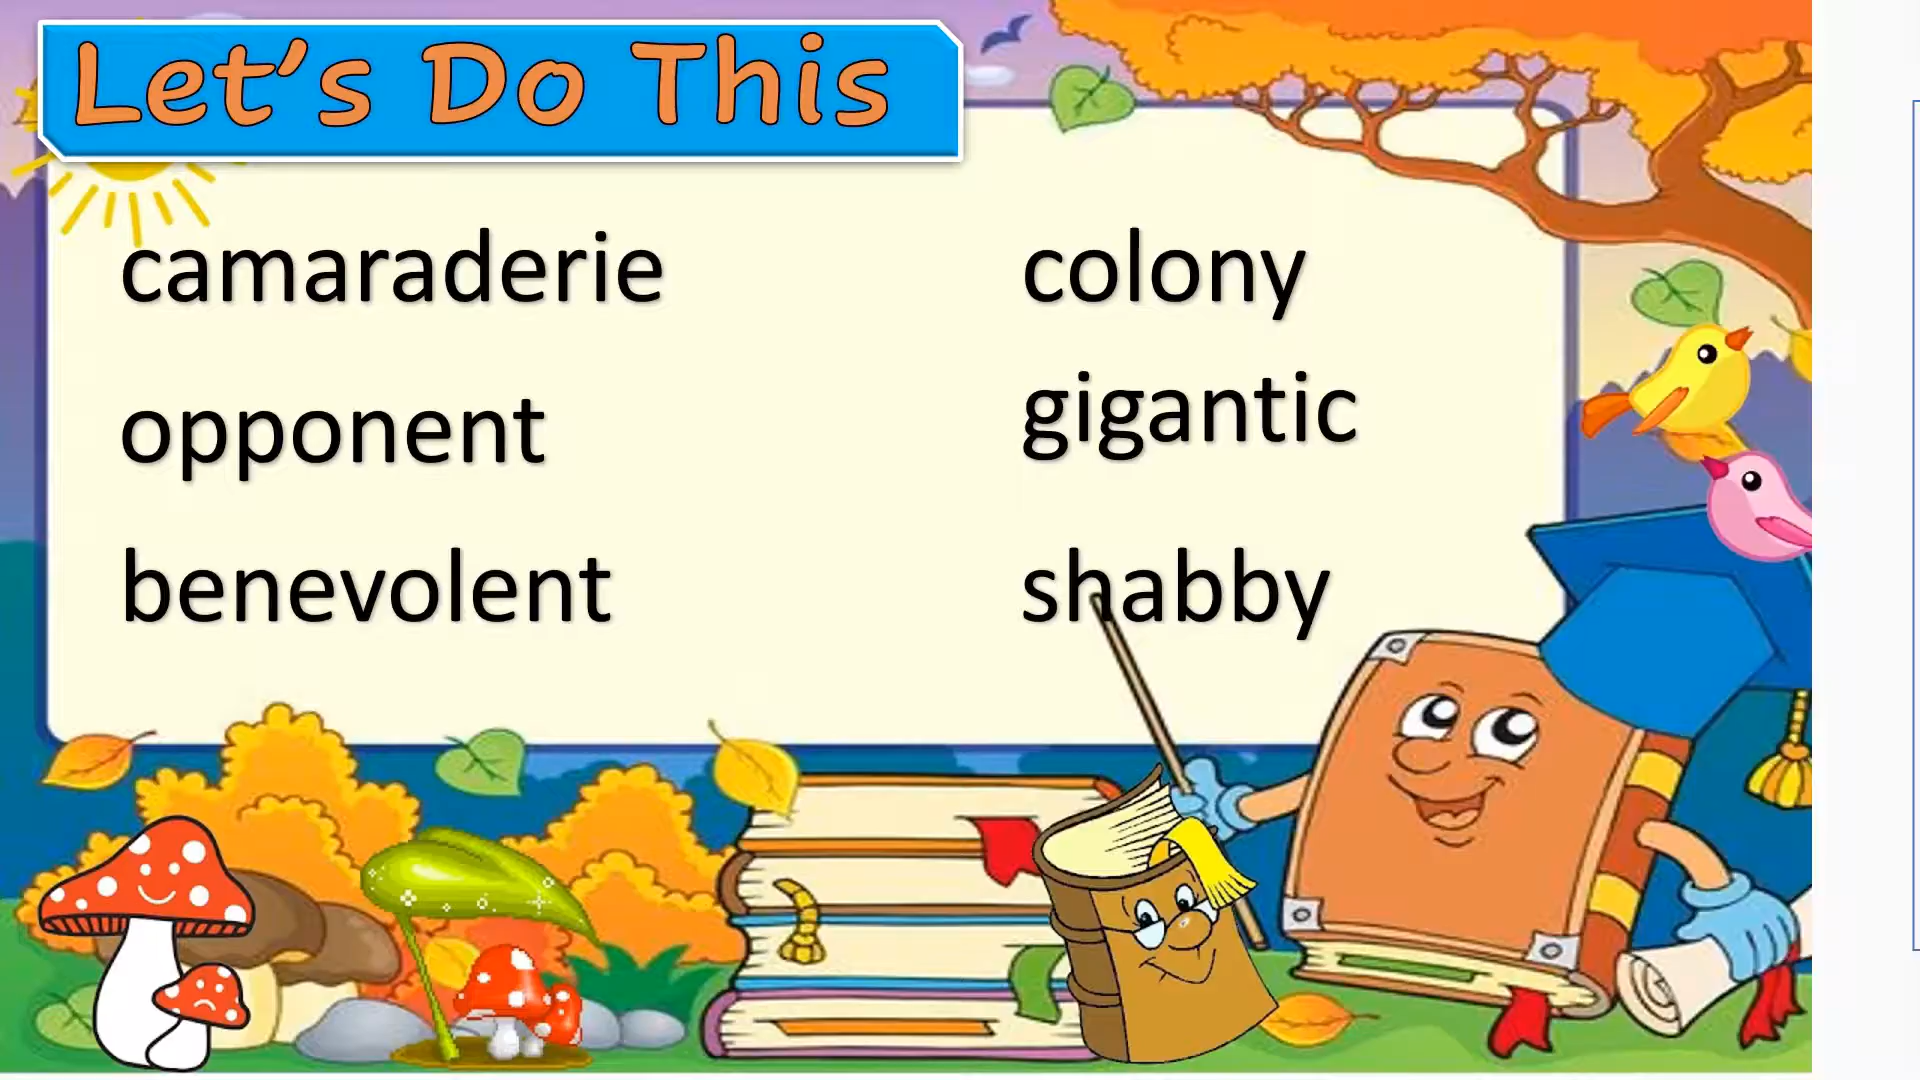 Let's Do This
camaraderie
opponent
benevolent
colony
gigantic
shabby